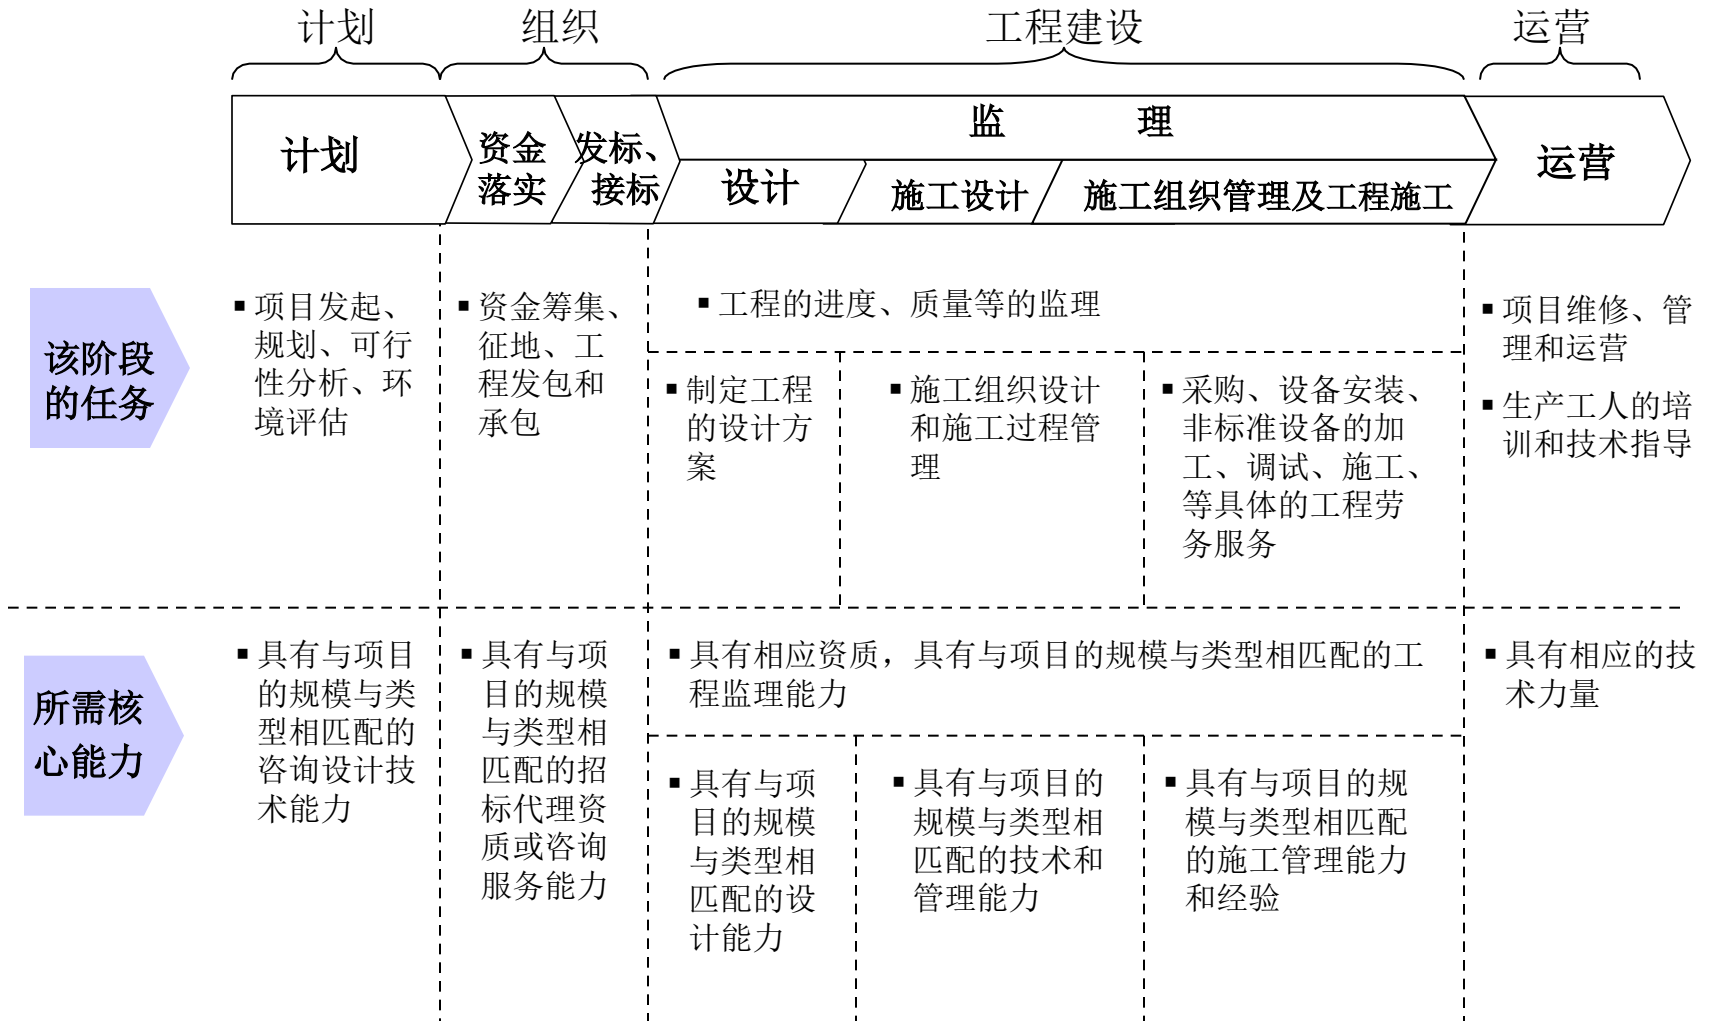 计划
组织
工程建设
运营
计划
资金
落实
发标、
接标
监 理
设计
施工设计
施工组织管理及工程施工
运营
该阶段
的任务
▪项目发起、
规划、可行
性分析、环
境评估
▪资金筹集、
征地、工
程发包和
承包
▪工程的进度、质量等的监理
▪制定工程
的设计方
案
▪施工组织设计
和施工过程管
理
▪采购、设备安装、
非标准设备的加
工、调试、施工、
等具体的工程劳
务服务
▪项目维修、管
理和运营
▪生产工人的培
训和技术指导
所需核
心能力
▪具有与项目
的规模与类
型相匹配的
咨询设计技
术能力
▪具有与项
目的规模
与类型相
匹配的招
标代理资
质或咨询
服务能力
▪具有相应资质，具有与项目的规模与类型相匹配的工
程监理能力
▪具有与项
目的规模
与类型相
匹配的设
计能力
▪具有与项目的
规模与类型相
匹配的技术和
管理能力
▪具有与项目的规
模与类型相匹配
的施工管理能力
和经验
▪具有相应的技
术力量